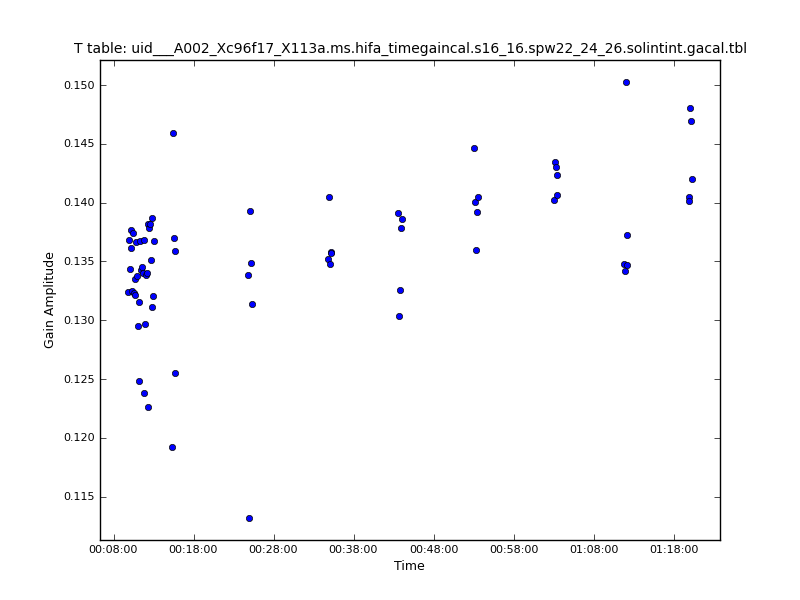 T table: uid___A002_Xc96f17_X113a.ms.hifa_timegaincal.s16_16.spw22_24_26.solintint.gacal.tbl
0.150
0.145
0.140
0.135
0.130
0.125
0.120
0.115
Gain Amplitude
00:08:00 00:18:00 00:28:00 00:38:00 00:48:00 00:58:00 01:08:00 01:18:00
Time